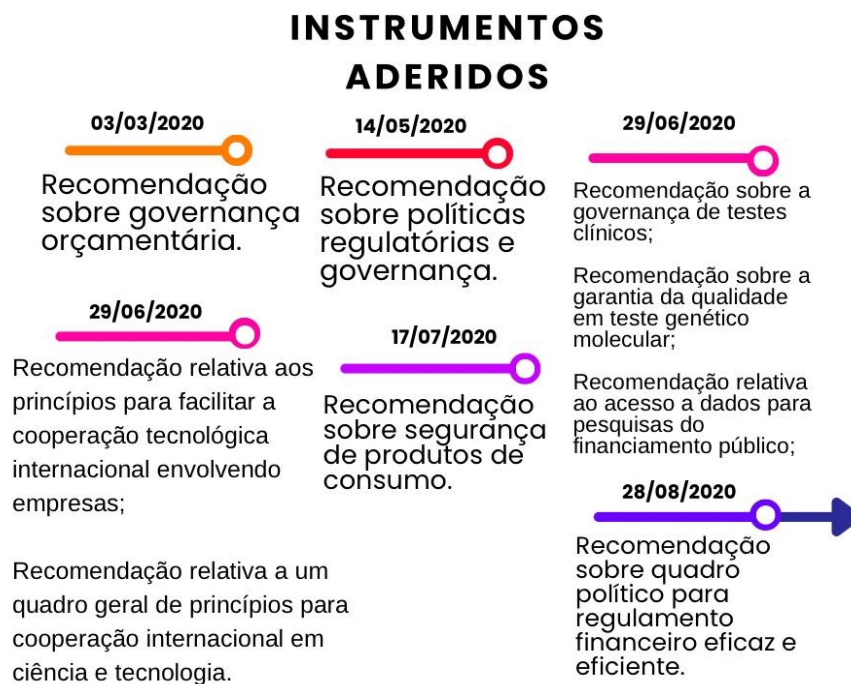 INSTRUMENTOS
ADERIDOS
03/03/2020
Recomendação
sobre governança
orçamentária.
14/05/2020
Recomendação
sobre políticas
regulatórias e
governança.
29/06/2020
Recomendação sobre a
governança de testes
clínicos;
Recomendação sobre a
garantia da qualidade
em teste genético
molecular;
Recomendação relativa
ao acesso a dados para
pesquisas do
financiamento público;
29/06/2020
Recomendação relativa aos
princípios para facilitar a
cooperação tecnológica
internacional envolvendo
empresas;
Recomendação relativa a um
quadro geral de princípios para
cooperação internacional em
ciência e tecnologia.
17/07/2020
Recomendação
sobre segurança
de produtos de
consumo.
28/08/2020
Recomendação
sobre quadro
político para
regulamento
financeiro eficaz e
eficiente.